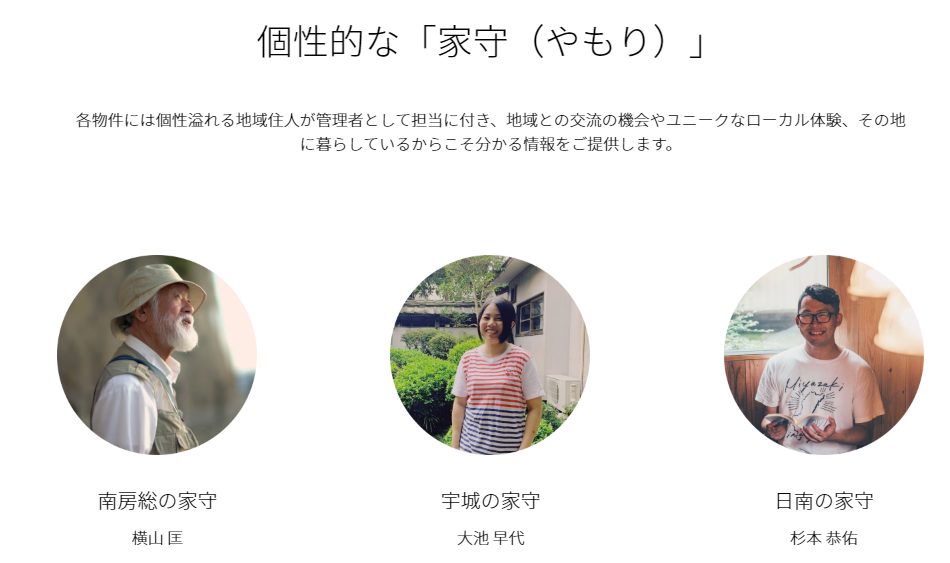 個性的な「家守（やもり）」
各物件には個性溢れる地域住人が管理者として担当に付き、地域との交流の機会やユニークなローカル体験、その地
に暮らしているからこそ分かる情報をご提供します。
Miyazaki
南房総の家守
宇城の家守
日南の家守
横山 匡
大池 早代
杉本 恭佑